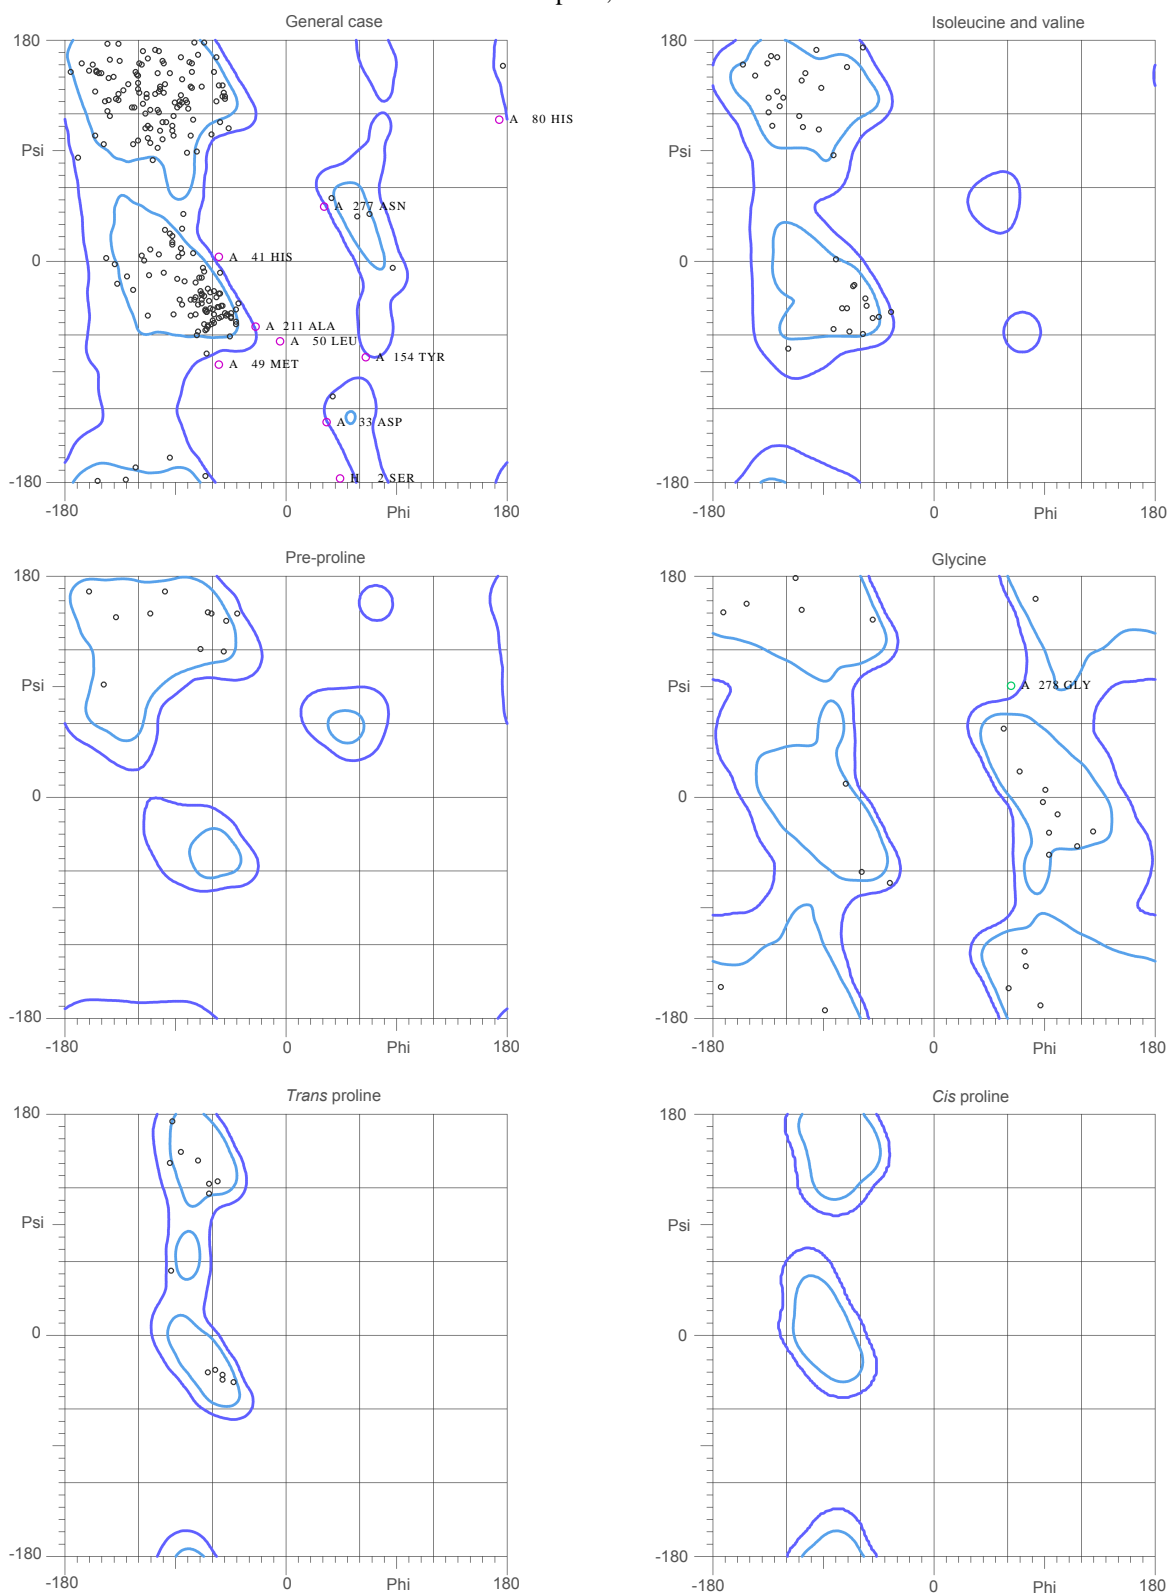 General case
180
Psi
0
-180
-180
0
Phi
180
A 80 HIS
A 277 ASN
A 41 HIS
A 211 ALA
A 50 LEU
A 154 TYR
A 49 MET
A 33 ASP
H 2 SER
Isoleucine and valine
180
Psi
0
-180
-180
0
Phi
180
Pre-proline
180
Psi
0
-180
-180
0
Phi
180
Glycine
180
Psi
0
-180
-180
0
Phi
180
A 278 GLY
Trans proline
180
Psi
0
-180
-180
0
Phi
180
Cis proline
180
Psi
0
-180
-180
0
Phi
180